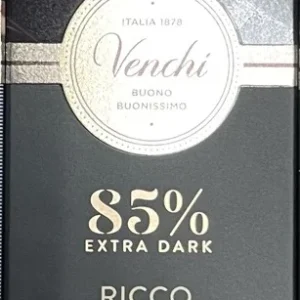 ITALIA 1878
Venchi
BUONO
BUONISSIMO
85%
EXTRA DARK
RICCO